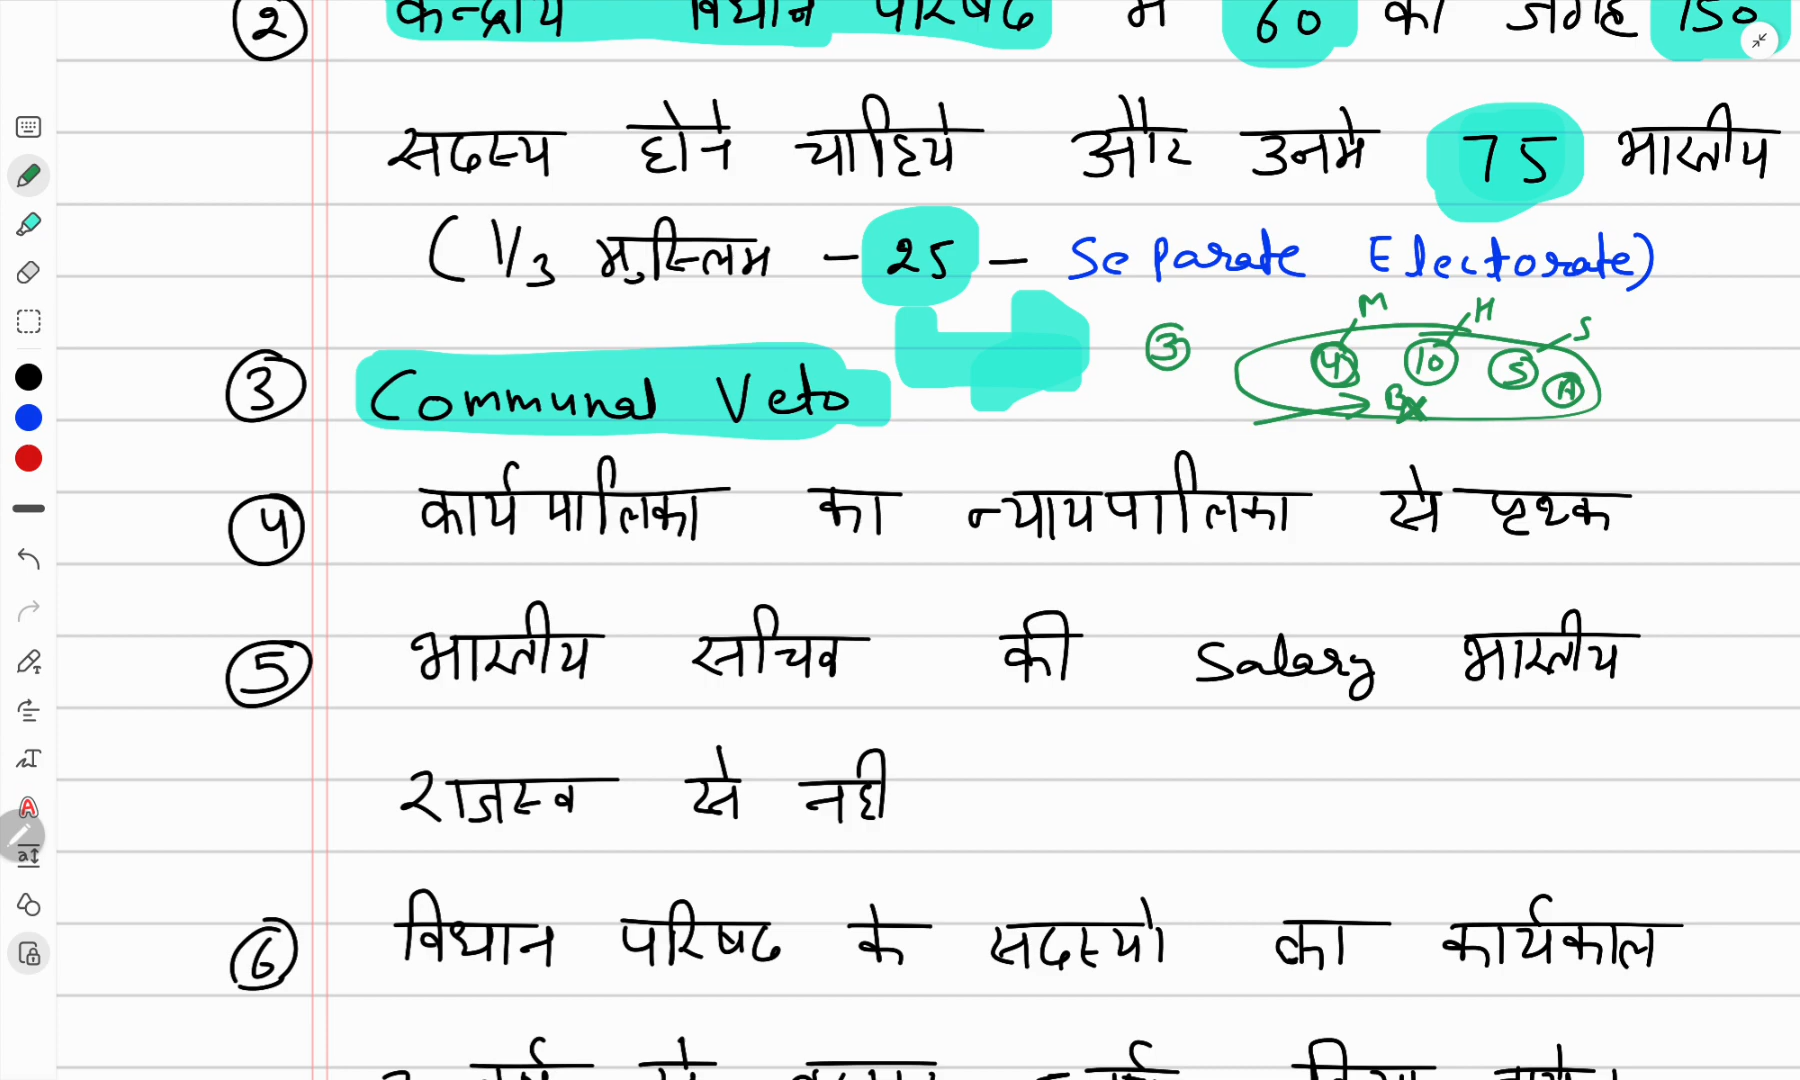 ② केन्द्रीय विधान परिषद में 60 की जगह 150
सदस्य होने चाहिये और उनमे 75 भारतीय
( 1/3 मुस्लिम - 25 - Separate Electorate)
M H S
③ 4 10 5 A
③ Communal Veto
B
④ कार्यपालिका का न्यायपालिका से पृथक
⑤ भारतीय सचिव की Salary भारतीय
राजस्व से नही
⑥ विधान परिषद के सदस्यो का कार्यकाल